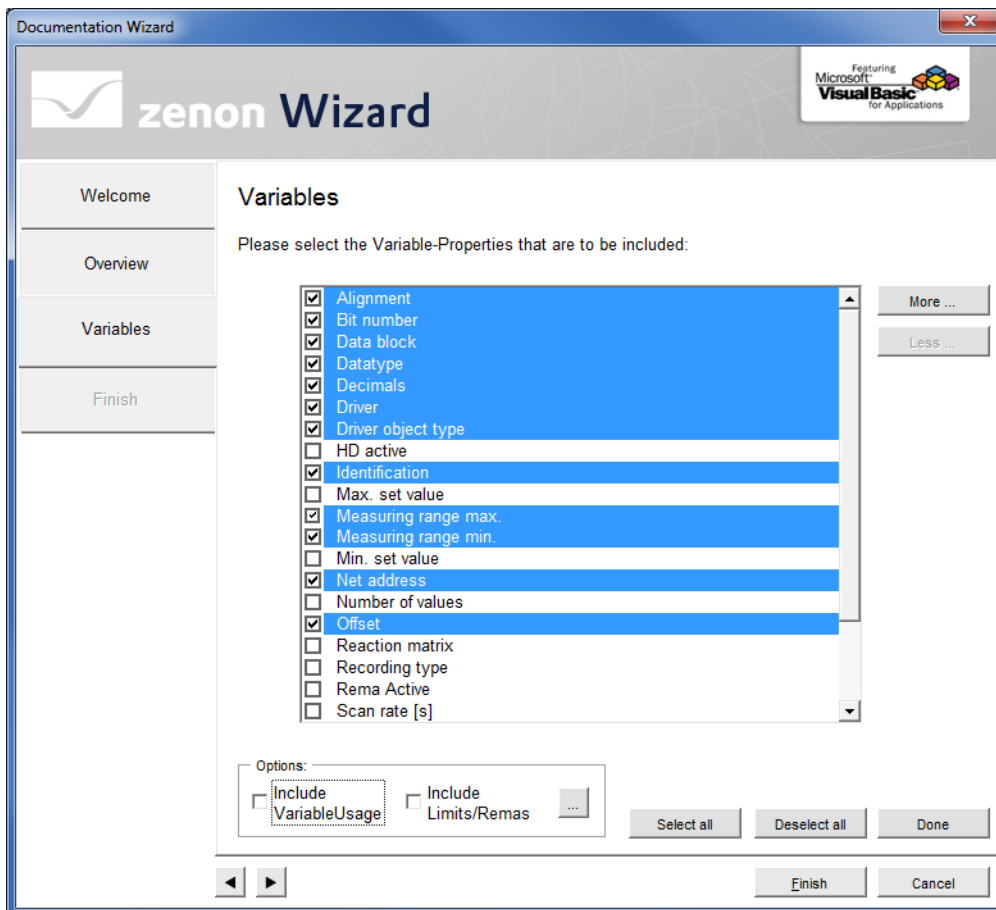 Documentation Wizard
x
zenon Wizard
Featuring
Microsoft
Visual Basic
for Applications
Welcome
Overview
Variables
Finish
Variables
Please select the Variable-Properties that are to be included:
Alignment
Bit number
Data block
Datatype
Decimals
Driver
Driver object type
HD active
Identification
Max. set value
Measuring range max.
Measuring range min.
Min. set value
Net address
Number of values
Offset
Reaction matrix
Recording type
Rema Active
Scan rate [s]
More ...
Less ...
Options:
Include
VariableUsage
Include
Limits/Remas
...
Select all
Deselect all
Done
Finish
Cancel